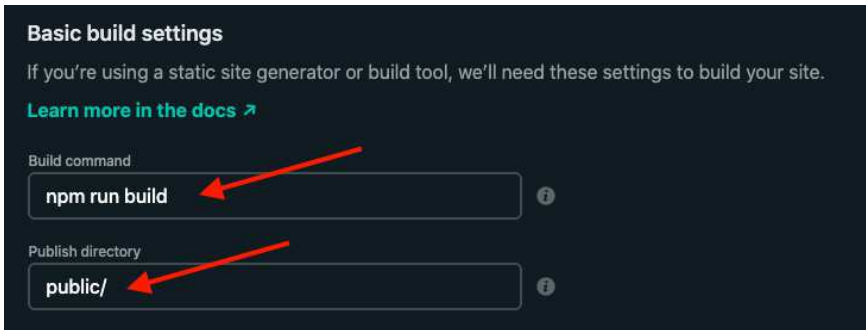 Basic build settings
If you're using a static site generator or build tool, we'll need these settings to build your site.
Learn more in the docs ↗
Build command
npm run build
Publish directory
public/